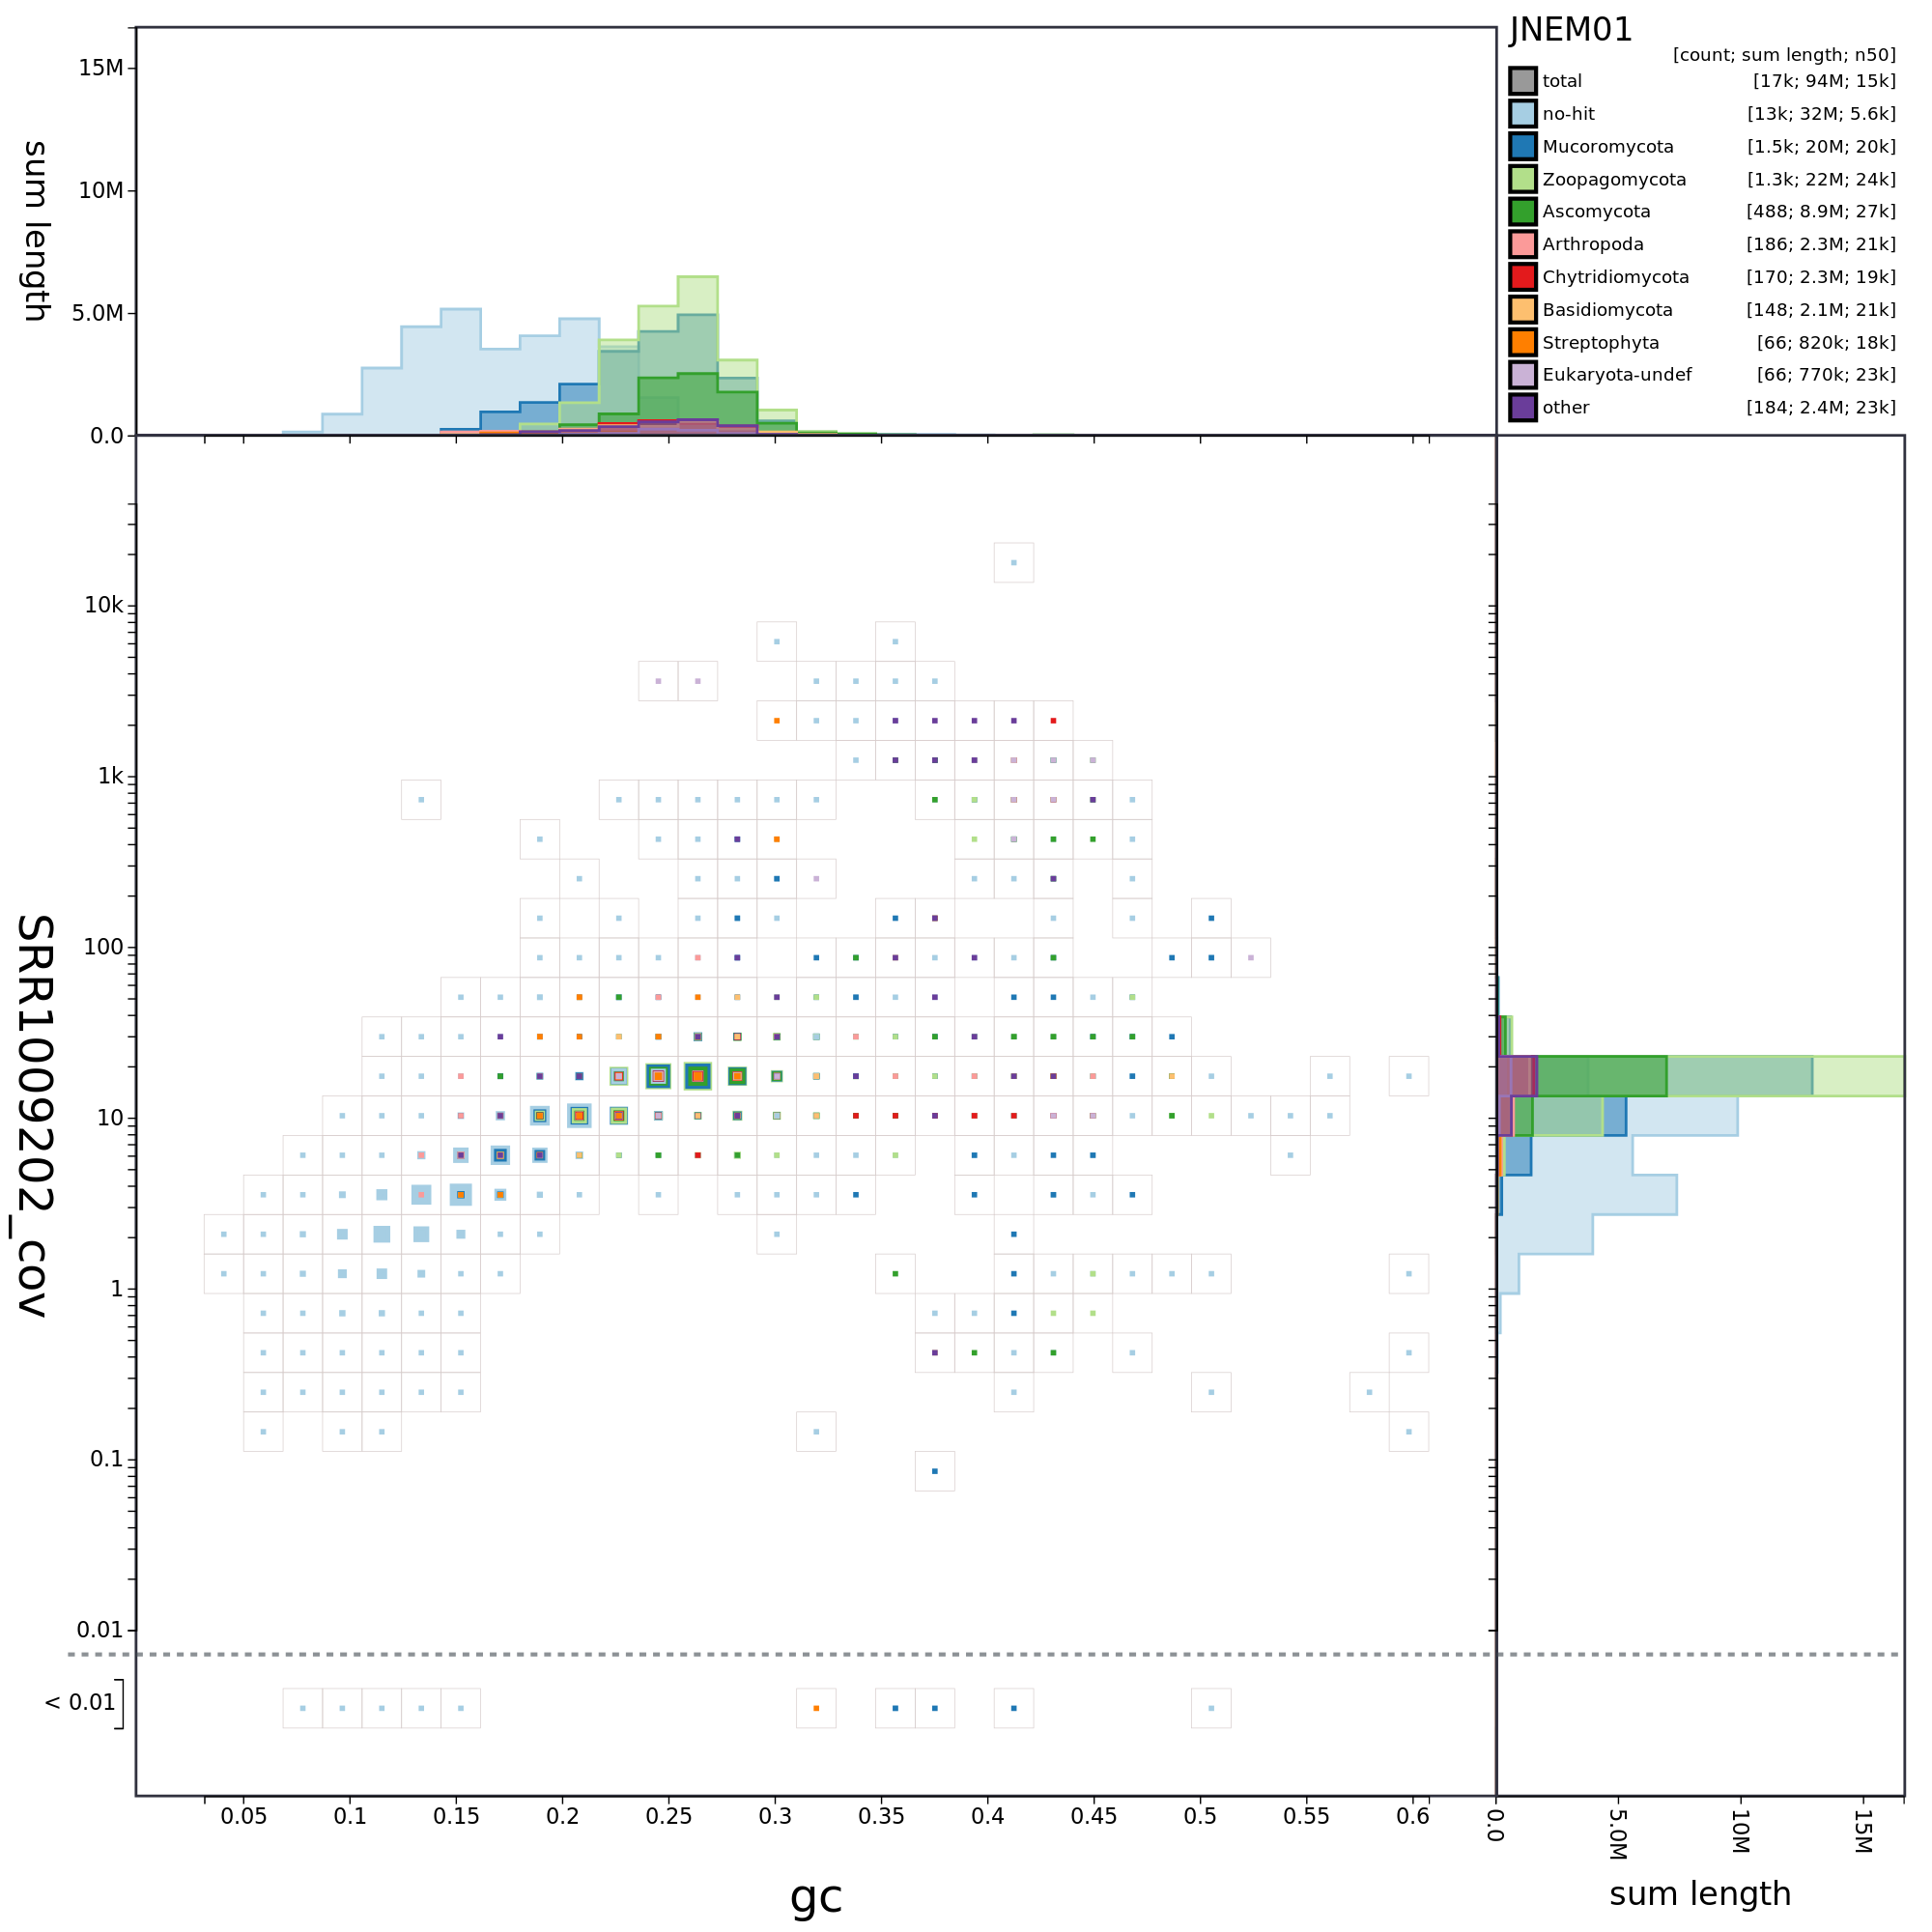 JNEM01
[count; sum length; n50]
total [17k; 94M; 15k]
no-hit [13k; 32M; 5.6k]
Mucoromycota [1.5k; 20M; 20k]
Zoopagomycota [1.3k; 22M; 24k]
Ascomycota [488; 8.9M; 27k]
Arthropoda [186; 2.3M; 21k]
Chytridiomycota [170; 2.3M; 19k]
Basidiomycota [148; 2.1M; 21k]
Streptophyta [66; 820k; 18k]
Eukaryota-undef [66; 770k; 23k]
other [184; 2.4M; 23k]
sum length
15M
10M
5.0M
0.0
SRR1009202_cov
10k
1k
100
10
1
0.1
0.01
< 0.01
0.05 0.1 0.15 0.2 0.25 0.3 0.35 0.4 0.45 0.5 0.55 0.6
gc
0.0 5.0M 10M 15M
sum length